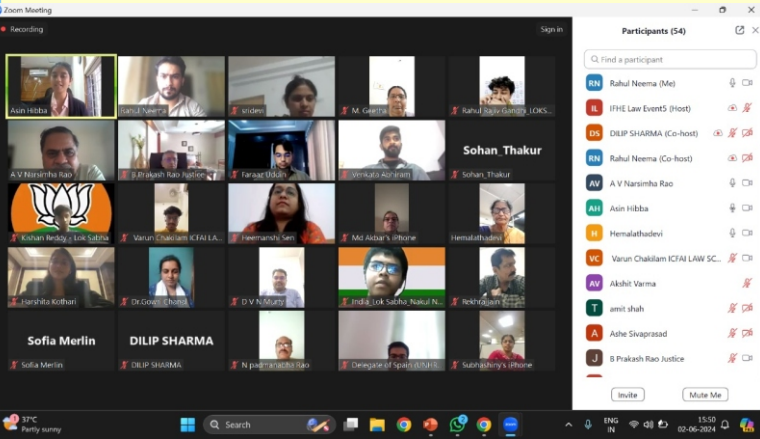 Zoom Meeting
Recording
Sign in
Participants (54)
Find a participant
Asin Hibba
Rahul Neema
sridevi
M. Geetha
Rahul Rajiv Gandhi_LOKS...
A V Narsimha Rao
B Prakash Rao Justice
Faraaz Uddin
Venkata Abhiram
Sohan_Thakur
Sohan_Thakur
Kishan Reddy - Lok Sabha
Varun Chakilam ICFAI LA...
Heemanshi Sen
Md Akbar's iPhone
Hemalathadevi
Harshita Kothari
Dr.Gowri
D V N Murty
India_Lok Sabha_Nakul N...
Rekhrajjain
Sofia Merlin
Sofia Merlin
DILIP SHARMA
DILIP SHARMA
N padmanabha Rao
Delegate of Spain (UNHR...
Subhashiny's iPhone
RN Rahul Neema (Me)
IL IFHE Law Event5 (Host)
DS DILIP SHARMA (Co-host)
RN Rahul Neema (Co-host)
AV A V Narsimha Rao
AH Asin Hibba
H Hemalathadevi
VC Varun Chakilam ICFAI LAW SC...
AV Akshit Varma
T amit shah
A Ashe Sivaprasad
J B Prakash Rao Justice
Invite
Mute Me
37°C
Partly sunny
Search
ENG
IN
15:50
02-06-2024